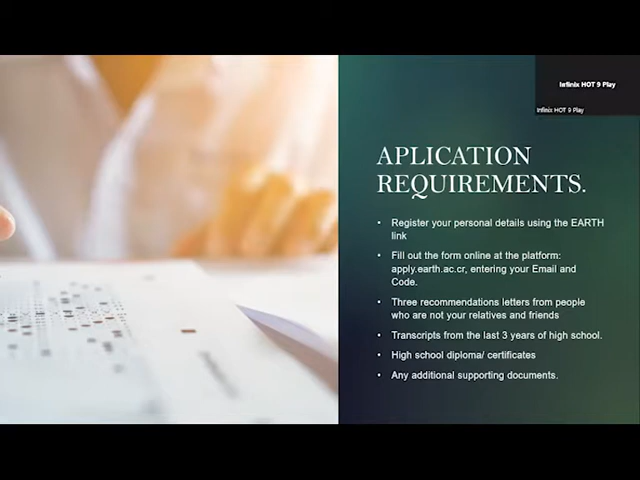 Infinix HOT 9 Play
Infinix HOT 9 Play
APLICATION
REQUIREMENTS.
• Register your personal details using the EARTH
link
• Fill out the form online at the platform:
apply.earth.ac.cr, entering your Email and
Code.
• Three recommendations letters from people
who are not your relatives and friends
• Transcripts from the last 3 years of high school.
• High school diploma/ certificates
• Any additional supporting documents.